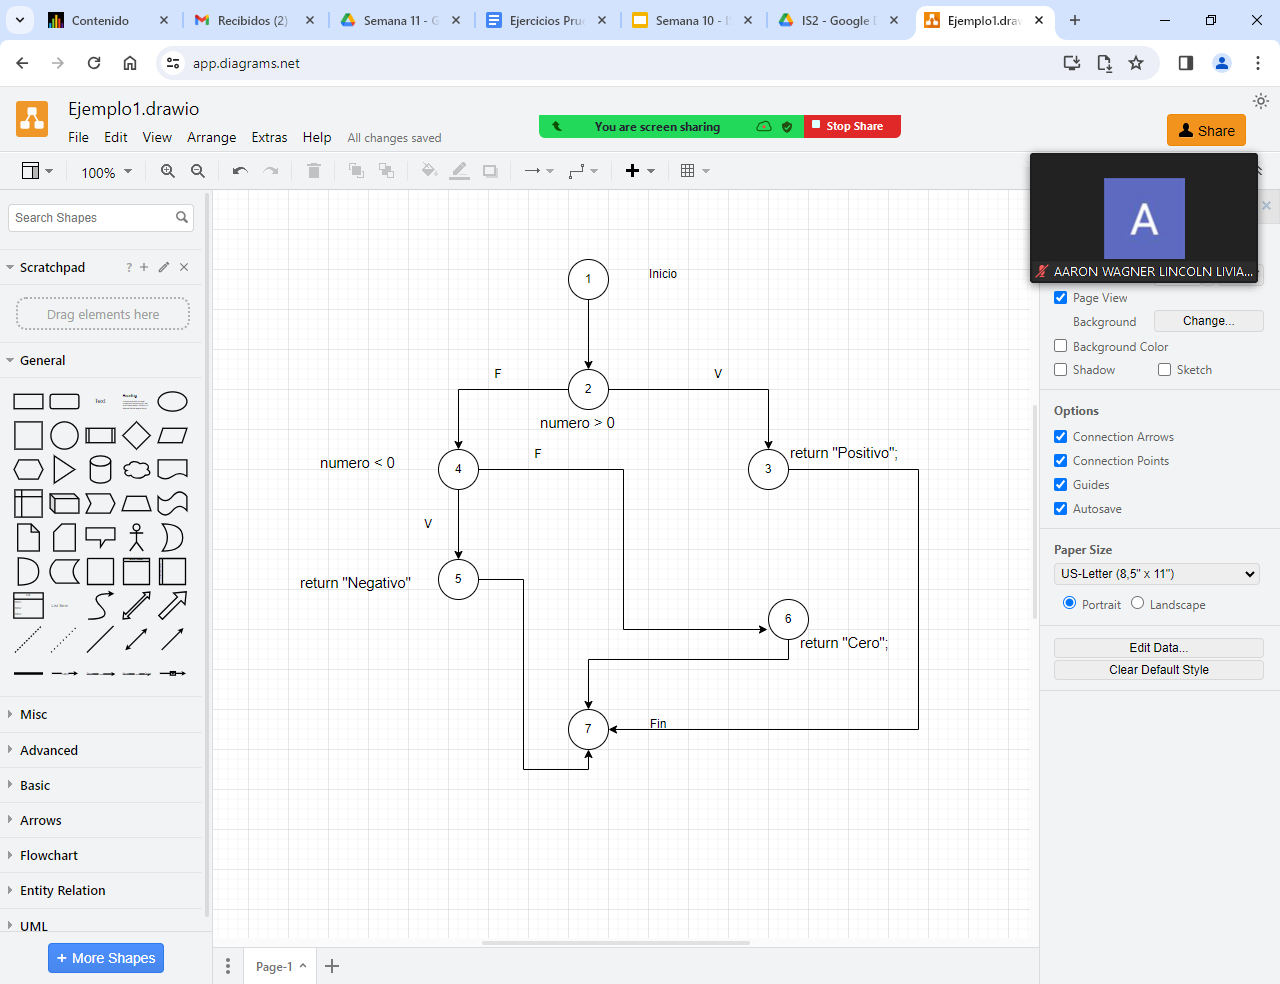 Contenido
Recibidos (2)
Semana 11 - G
Ejercicios Pru
Semana 10 - I
IS2 - Google D
Ejemplo1.draw
app.diagrams.net
Ejemplo1.drawio
File Edit View Arrange Extras Help All changes saved
You are screen sharing
Stop Share
Share
100%
A
AARON WAGNER LINCOLN LIVIA...
Search Shapes
Scratchpad
Drag elements here
General
Text
Heading
Misc
Advanced
Basic
Arrows
Flowchart
Entity Relation
UML
+ More Shapes
1
Inicio
F
2
V
numero > 0
numero < 0
4
F
3
return "Positivo";
V
return "Negativo"
5
6
return "Cero";
7
Fin
Page-1
Page View
Background
Change...
Background Color
Shadow
Sketch
Options
Connection Arrows
Connection Points
Guides
Autosave
Paper Size
US-Letter (8,5" x 11")
Portrait
Landscape
Edit Data...
Clear Default Style